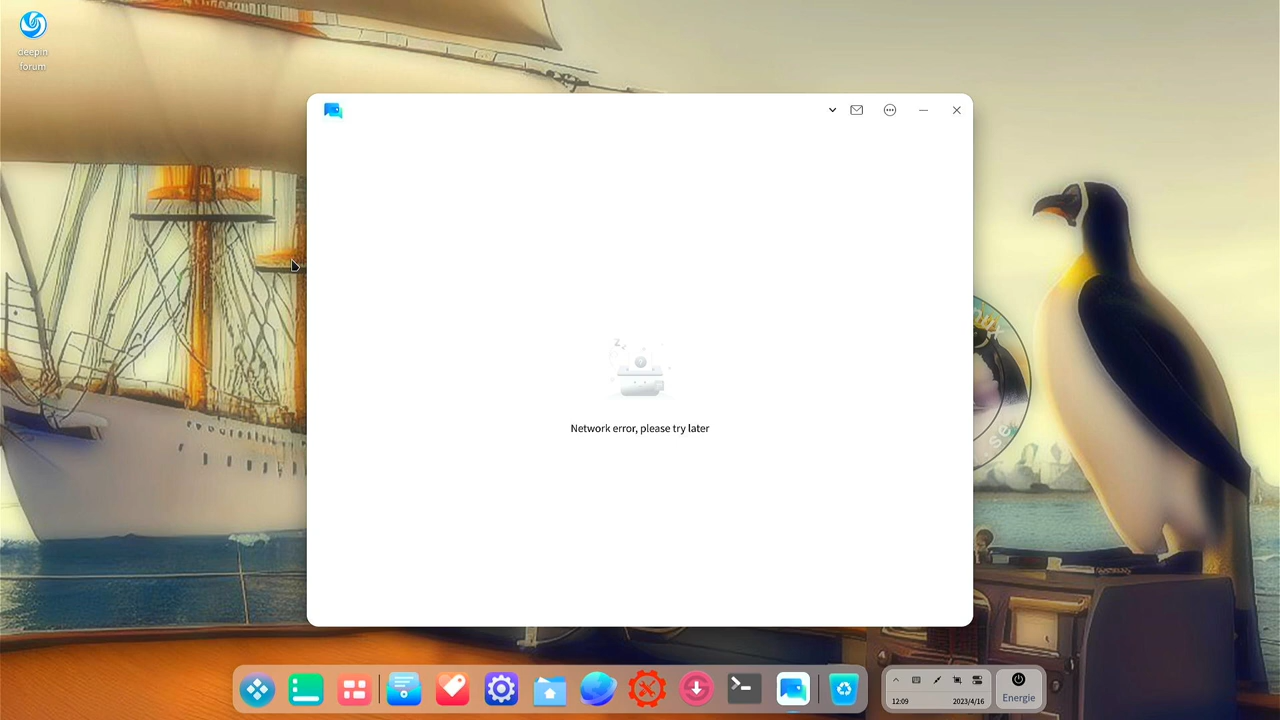 deepin
forum
Network error, please try later
12:09
2023/4/16
Energie